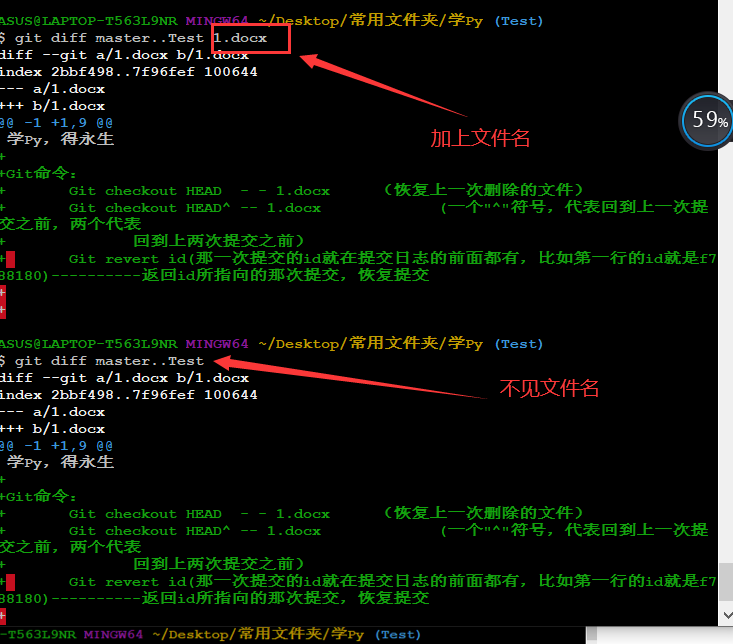 ASUS@LAPTOP-T563L9NR MINGW64 ~/Desktop/常用文件夹/学Py (Test)
$ git diff master..Test 1.docx
diff --git a/1.docx b/1.docx
index 2bbf498..7f96fef 100644
--- a/1.docx
+++ b/1.docx
@@ -1 +1,9 @@
学Py，得永生
+
+Git命令：
+ Git checkout HEAD - - 1.docx （恢复上一次删除的文件）
+ Git checkout HEAD^ -- 1.docx （一个"^"符号，代表回到上一次提
交之前，两个代表
+ 回到上两次提交之前）
+ Git revert id(那一次提交的id就在提交日志的前面都有，比如第一行的id就是f7
88180)----------返回id所指向的那次提交，恢复提交
+
+
加上文件名
59%
ASUS@LAPTOP-T563L9NR MINGW64 ~/Desktop/常用文件夹/学Py (Test)
$ git diff master..Test
diff --git a/1.docx b/1.docx
index 2bbf498..7f96fef 100644
--- a/1.docx
+++ b/1.docx
@@ -1 +1,9 @@
学Py，得永生
+
+Git命令：
+ Git checkout HEAD - - 1.docx （恢复上一次删除的文件）
+ Git checkout HEAD^ -- 1.docx （一个"^"符号，代表回到上一次提
交之前，两个代表
+ 回到上两次提交之前）
+ Git revert id(那一次提交的id就在提交日志的前面都有，比如第一行的id就是f7
88180)----------返回id所指向的那次提交，恢复提交
+
不见文件名
-T563L9NR MINGW64 ~/Desktop/常用文件夹/学Py (Test)